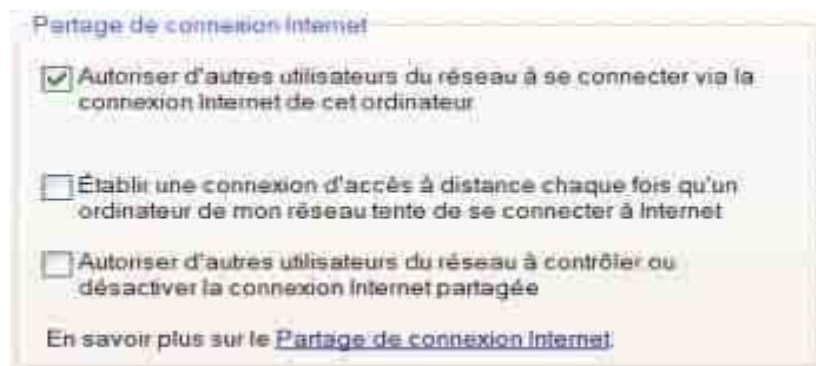 Partage de connexion Internet
Autoriser d'autres utilisateurs du réseau à se connecter via la
connexion Internet de cet ordinateur
Établir une connexion d'accès à distance chaque fois qu'un
ordinateur de mon réseau tente de se connecter à Internet
Autoriser d'autres utilisateurs du réseau à contrôler ou
désactiver la connexion Internet partagée
En savoir plus sur le Partage de connexion Internet.